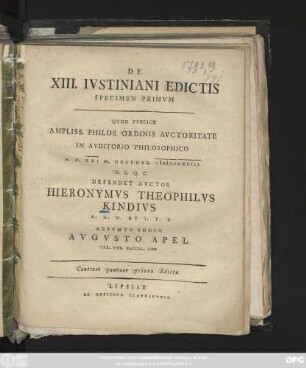 DE
XIII. IVSTINIANI EDICTIS
SPECIMEN PRIMVM
QVOD PVBLICE
AMPLISS. PHILOS. ORDINIS AVCTORITATE
IN AVDITORIO PHILOSOPHICO
H. L. Q. C.
DEFENDET AVCTOR
HIERONYMVS THEOPHILVS
KINDIVS
ASSVMTO SOCIO
AVGVSTO APEL
Continet quatuor priora Edicta
LIPSIAE
EX OFFICINA KLAVBARTHIA